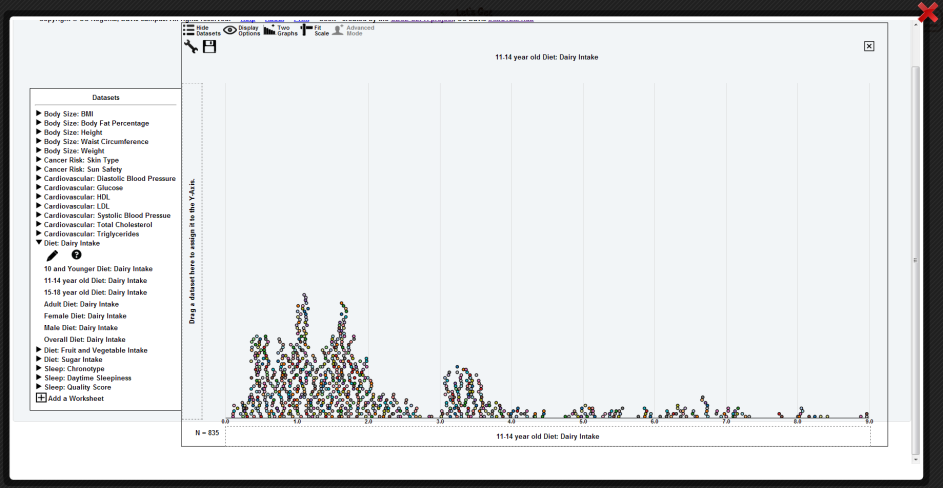 Let's Bar
Hide Datasets
Display Options
Two Graphs
Fit Scale
Advanced Mode
11-14 year old Diet: Dairy Intake
Datasets
Body Size: BMI
Body Size: Body Fat Percentage
Body Size: Height
Body Size: Waist Circumference
Body Size: Weight
Cancer Risk: Skin Type
Cancer Risk: Sun Safety
Cardiovascular: Diastolic Blood Pressure
Cardiovascular: Glucose
Cardiovascular: HDL
Cardiovascular: LDL
Cardiovascular: Systolic Blood Pressue
Cardiovascular: Total Cholesterol
Cardiovascular: Triglycerides
Diet: Dairy Intake
10 and Younger Diet: Dairy Intake
11-14 year old Diet: Dairy Intake
15-18 year old Diet: Dairy Intake
Adult Diet: Dairy Intake
Female Diet: Dairy Intake
Male Diet: Dairy Intake
Overall Diet: Dairy Intake
Diet: Fruit and Vegetable Intake
Diet: Sugar Intake
Sleep: Chronotype
Sleep: Daytime Sleepiness
Sleep: Quality Score
Add a Worksheet
Drag a dataset here to assign it to the Y-Axis.
0.0 1.0 2.0 3.0 4.0 5.0 6.0 7.0 8.0 9.0
N = 835
11-14 year old Diet: Dairy Intake